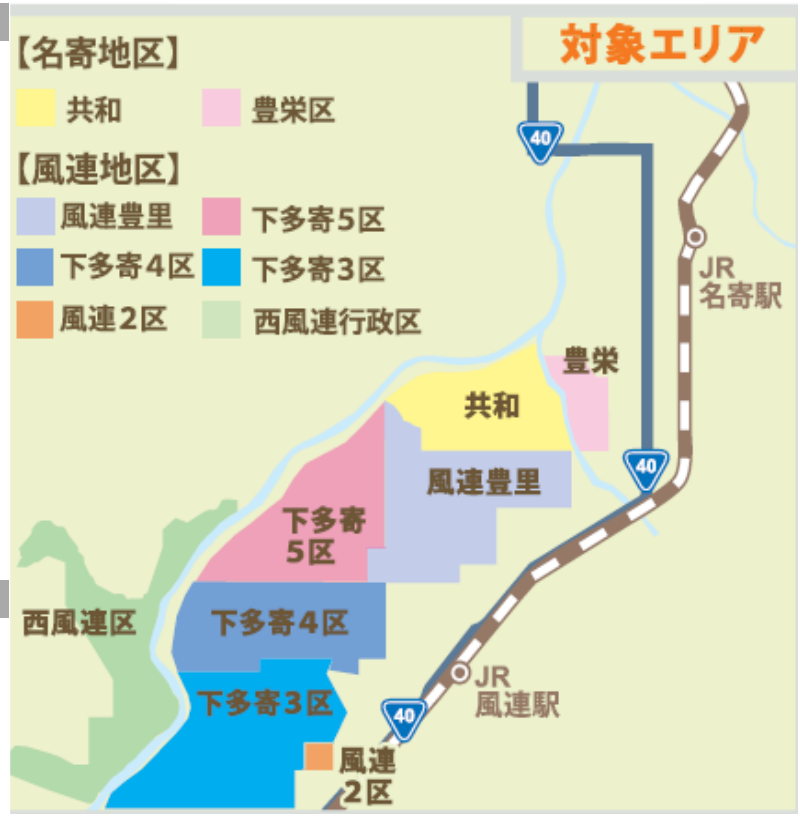 対象エリア
【名寄地区】
共和
豊栄区
【風連地区】
風連豊里
下多寄5区
下多寄4区
下多寄3区
風連2区
西風連行政区
40
JR
名寄駅
豊栄
共和
40
風連豊里
下多寄
5区
西風連区
下多寄4区
JR
風連駅
下多寄3区
40
風連
2区